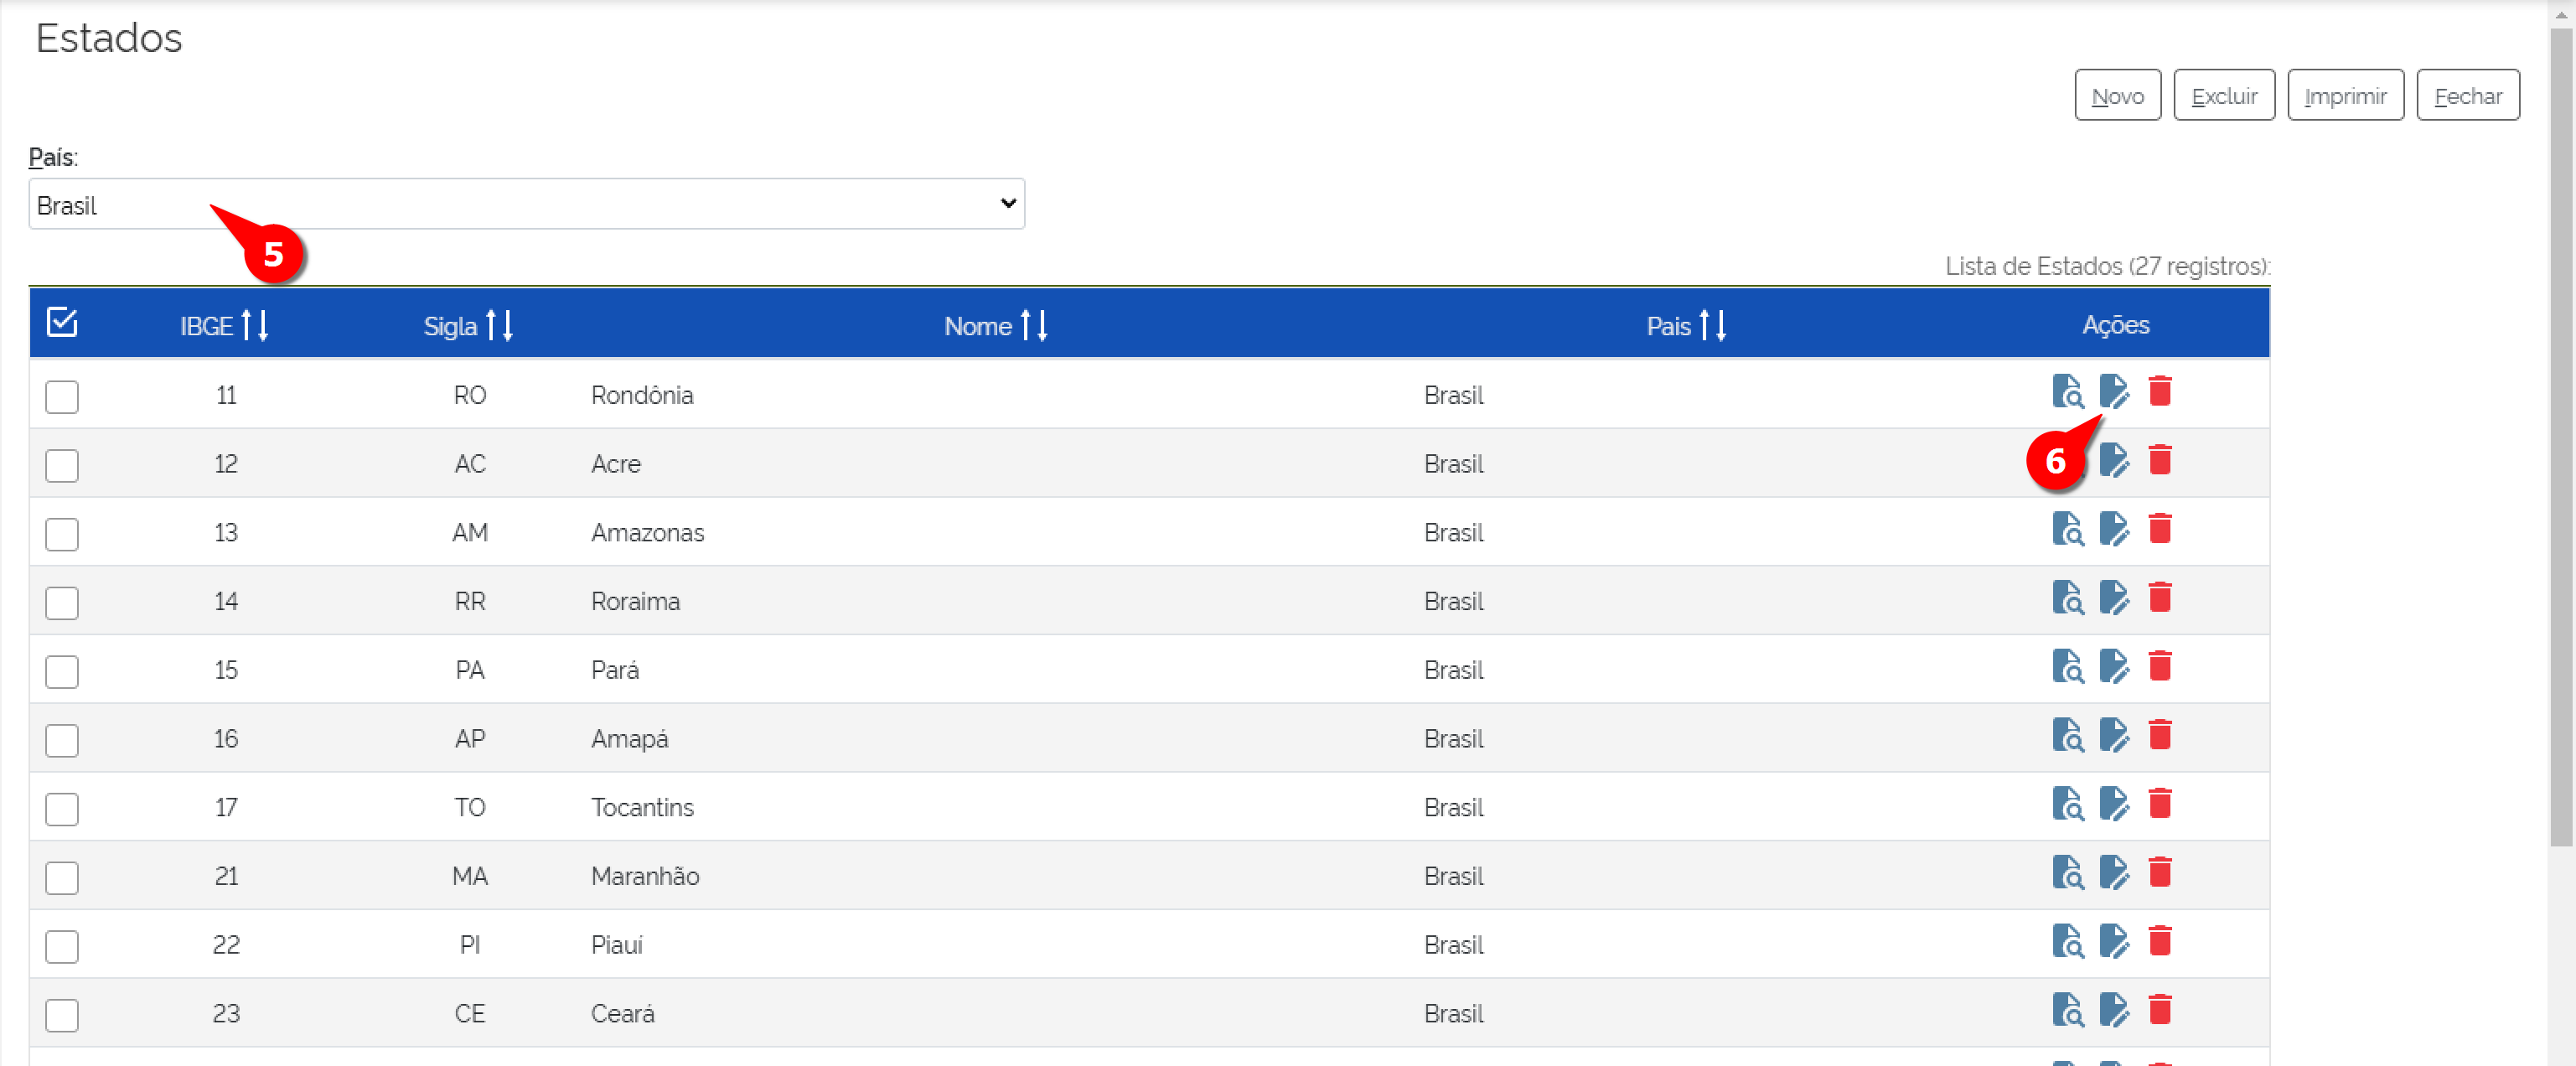 Estados
Novo Excluir Imprimir Fechar
País:
Brasil
5
Lista de Estados (27 registros):
IBGE Sigla Nome Pais Ações
11 RO Rondônia Brasil
6
12 AC Acre Brasil
13 AM Amazonas Brasil
14 RR Roraima Brasil
15 PA Pará Brasil
16 AP Amapá Brasil
17 TO Tocantins Brasil
21 MA Maranhão Brasil
22 PI Piauí Brasil
23 CE Ceará Brasil